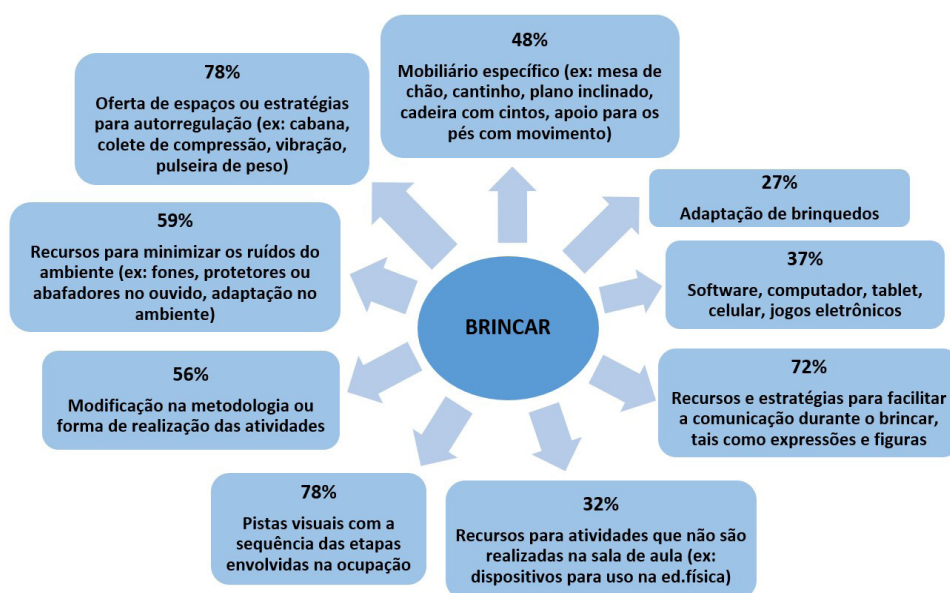 78%
Oferta de espaços ou estratégias
para autorregulação (ex: cabana,
colete de compressão, vibração,
pulseira de peso)
48%
Mobiliário específico (ex: mesa de
chão, cantinho, plano inclinado,
cadeira com cintos, apoio para os
pés com movimento)
27%
Adaptação de brinquedos
59%
Recursos para minimizar os ruídos do
ambiente (ex: fones, protetores ou
abafadores no ouvido, adaptação no
ambiente)
37%
Software, computador, tablet,
celular, jogos eletrônicos
BRINCAR
56%
Modificação na metodologia ou
forma de realização das atividades
72%
Recursos e estratégias para facilitar
a comunicação durante o brincar,
tais como expressões e figuras
78%
Pistas visuais com a
sequência das etapas
envolvidas na ocupação
32%
Recursos para atividades que não são
realizadas na sala de aula (ex:
dispositivos para uso na ed.física)